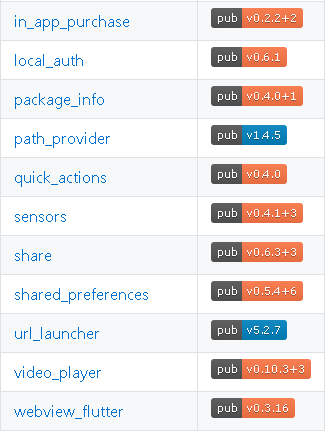 in_app_purchase pub v0.2.2+2
local_auth pub v0.6.1
package_info pub v0.4.0+1
path_provider pub v1.4.5
quick_actions pub v0.4.0
sensors pub v0.4.1+3
share pub v0.6.3+3
shared_preferences pub v0.5.4+6
url_launcher pub v5.2.7
video_player pub v0.10.3+3
webview_flutter pub v0.3.16